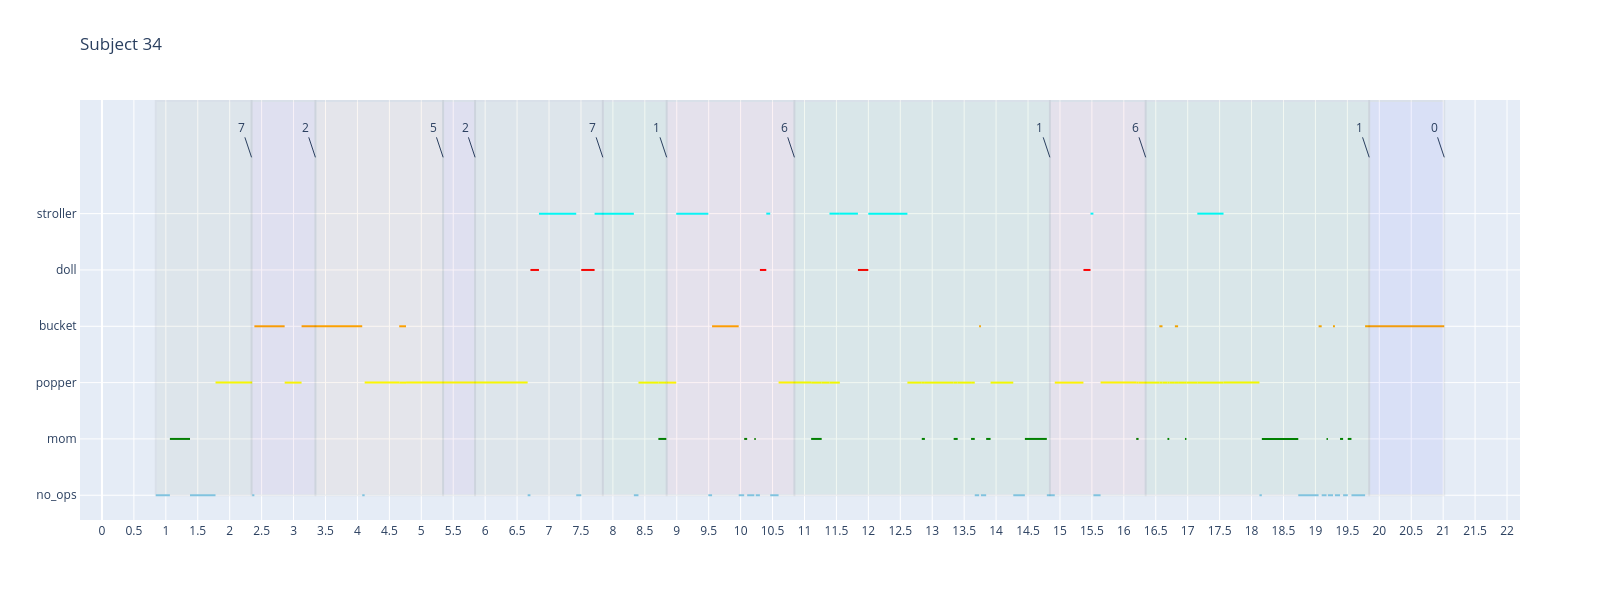 Subject 34
7 2 5 2 7 1 6 1 6 1 0
stroller
doll
bucket
popper
mom
no_ops
0 0.5 1 1.5 2 2.5 3 3.5 4 4.5 5 5.5 6 6.5 7 7.5 8 8.5 9 9.5 10 10.5 11 11.5 12 12.5 13 13.5 14 14.5 15 15.5 16 16.5 17 17.5 18 18.5 19 19.5 20 20.5 21 21.5 22